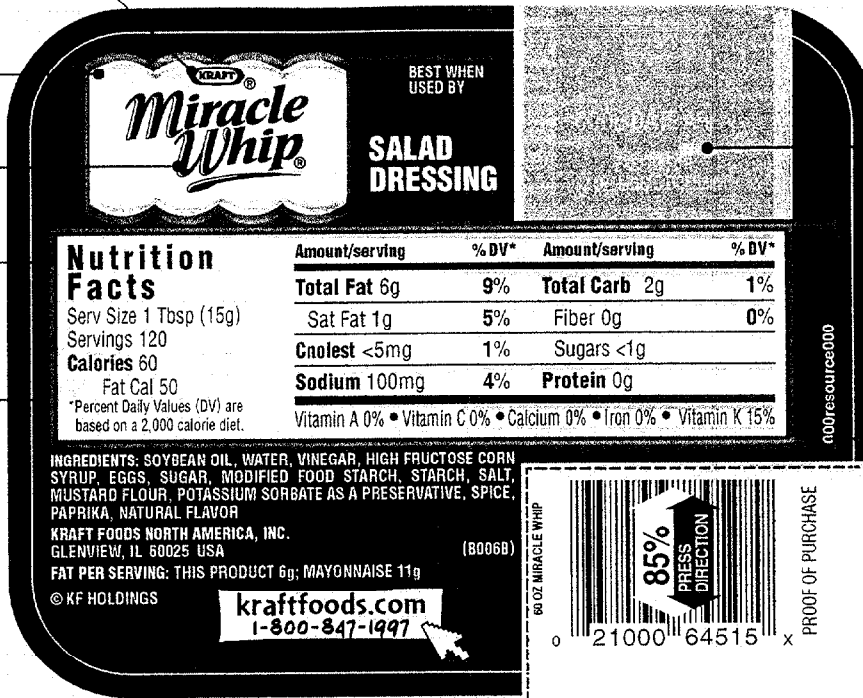 KRAFT ®
Miracle
Whip®
BEST WHEN
USED BY
SALAD
DRESSING
Nutrition
Facts
Serv Size 1 Tbsp (15g)
Servings 120
Calories 60
Fat Cal 50
*Percent Daily Values (DV) are
based on a 2,000 calorie diet.
Amount/serving %DV* Amount/serving %DV*
Total Fat 6g 9% Total Carb 2g 1%
Sat Fat 1g 5% Fiber 0g 0%
Cholest <5mg 1% Sugars <1g
Sodium 100mg 4% Protein 0g
Vitamin A 0% • Vitamin C 0% • Calcium 0% • Iron 0% • Vitamin K 15%
000resource000
INGREDIENTS: SOYBEAN OIL, WATER, VINEGAR, HIGH FRUCTOSE CORN
SYRUP, EGGS, SUGAR, MODIFIED FOOD STARCH, STARCH, SALT,
MUSTARD FLOUR, POTASSIUM SORBATE AS A PRESERVATIVE, SPICE,
PAPRIKA, NATURAL FLAVOR
KRAFT FOODS NORTH AMERICA, INC.
GLENVIEW, IL 60025 USA (B006B)
FAT PER SERVING: THIS PRODUCT 6g; MAYONNAISE 11g
© KF HOLDINGS
kraftfoods.com
1-800-847-1997
60 OZ MIRACLE WHIP
85%
PRESS
DIRECTION
PROOF OF PURCHASE
0 21000 64515 X